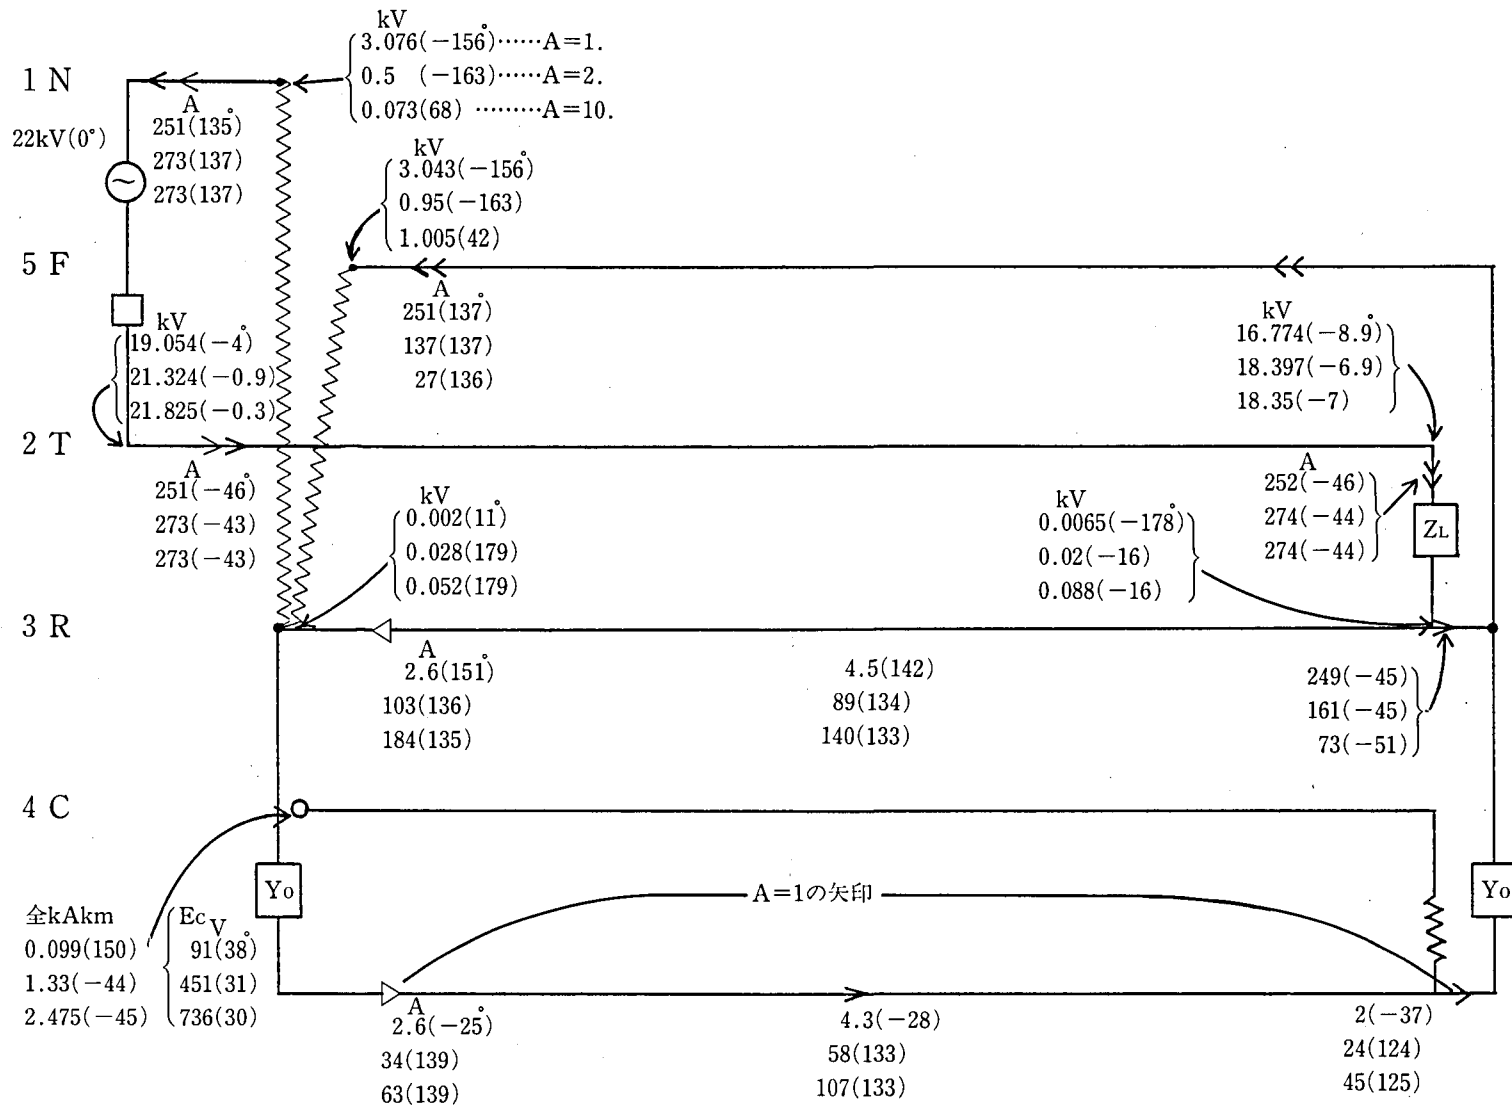 kV
3.076(−156°)……A=1.
0.5 (−163)……A=2.
0.073(68) ………A=10.
1 N
A
251(135°)
273(137)
273(137)
22kV(0°)
~
kV
3.043(−156°)
0.95(−163)
1.005(42)
5 F
A
251(137°)
137(137)
27(136)
kV
19.054(−4°)
21.324(−0.9)
21.825(−0.3)
kV
16.774(−8.9°)
18.397(−6.9)
18.35(−7)
2 T
A
251(−46°)
273(−43)
273(−43)
kV
0.002(11°)
0.028(179)
0.052(179)
kV
0.0065(−178°)
0.02(−16)
0.088(−16)
A
252(−46)
274(−44)
274(−44)
ZL
3 R
A
2.6(151°)
103(136)
184(135)
4.5(142)
89(134)
140(133)
249(−45)
161(−45)
73(−51)
4 C
Yo
Yo
A=1の矢印
全kAkm
0.099(150)
1.33(−44)
2.475(−45)
Ec
V
91(38°)
451(31)
736(30)
A
2.6(−25°)
34(139)
63(139)
4.3(−28)
58(133)
107(133)
2(−37)
24(124)
45(125)